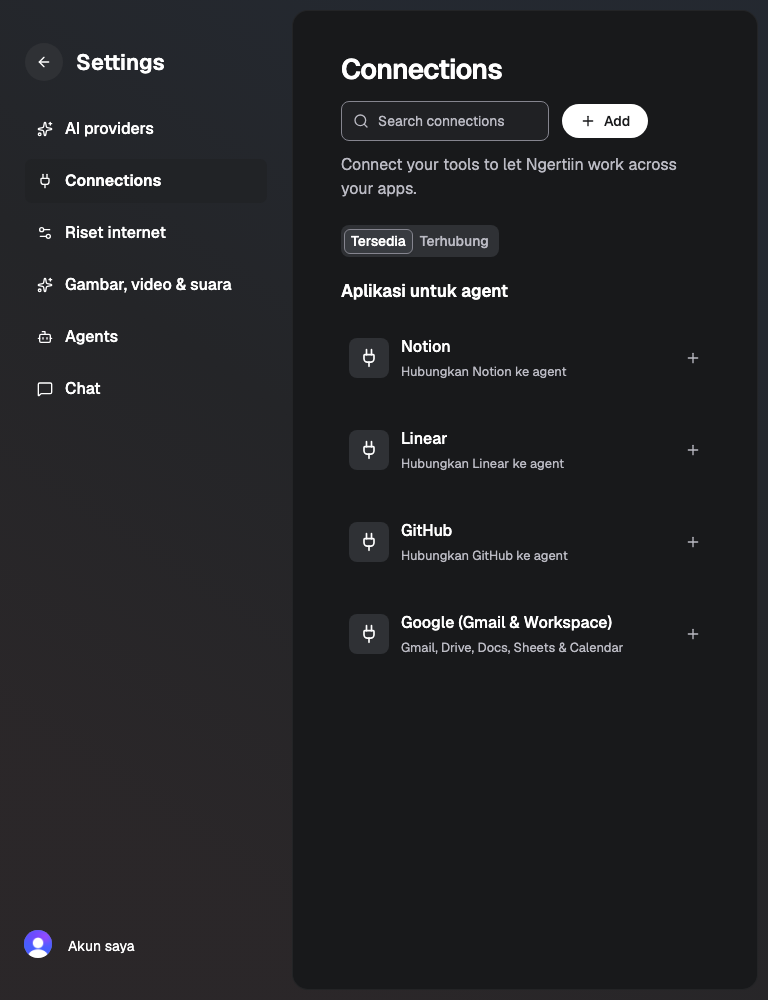 Settings
AI providers
Connections
Riset internet
Gambar, video & suara
Agents
Chat
Akun saya
Connections
Search connections
Add
Connect your tools to let Ngertiin work across
your apps.
Tersedia
Terhubung
Aplikasi untuk agent
Notion
Hubungkan Notion ke agent
Linear
Hubungkan Linear ke agent
GitHub
Hubungkan GitHub ke agent
Google (Gmail & Workspace)
Gmail, Drive, Docs, Sheets & Calendar